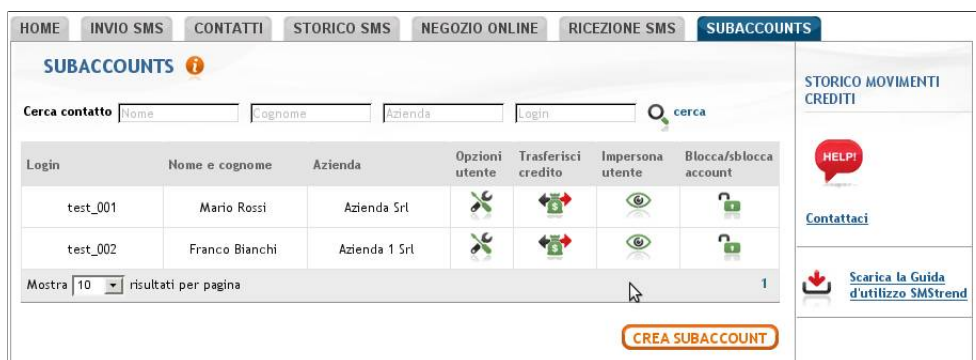 HOME INVIO SMS CONTATTI STORICO SMS NEGOZIO ONLINE RICEZIONE SMS SUBACCOUNTS
SUBACCOUNTS i
Cerca contatto Nome Cognome Azienda Login cerca
Login Nome e cognome Azienda Opzioni utente Trasferisci credito Impersona utente Blocca/sblocca account
test_001 Mario Rossi Azienda Srl
test_002 Franco Bianchi Azienda 1 Srl
Mostra 10 risultati per pagina 1
CREA SUBACCOUNT
STORICO MOVIMENTI
CREDITI
HELP!
Contattaci
Scarica la Guida
d'utilizzo SMStrend